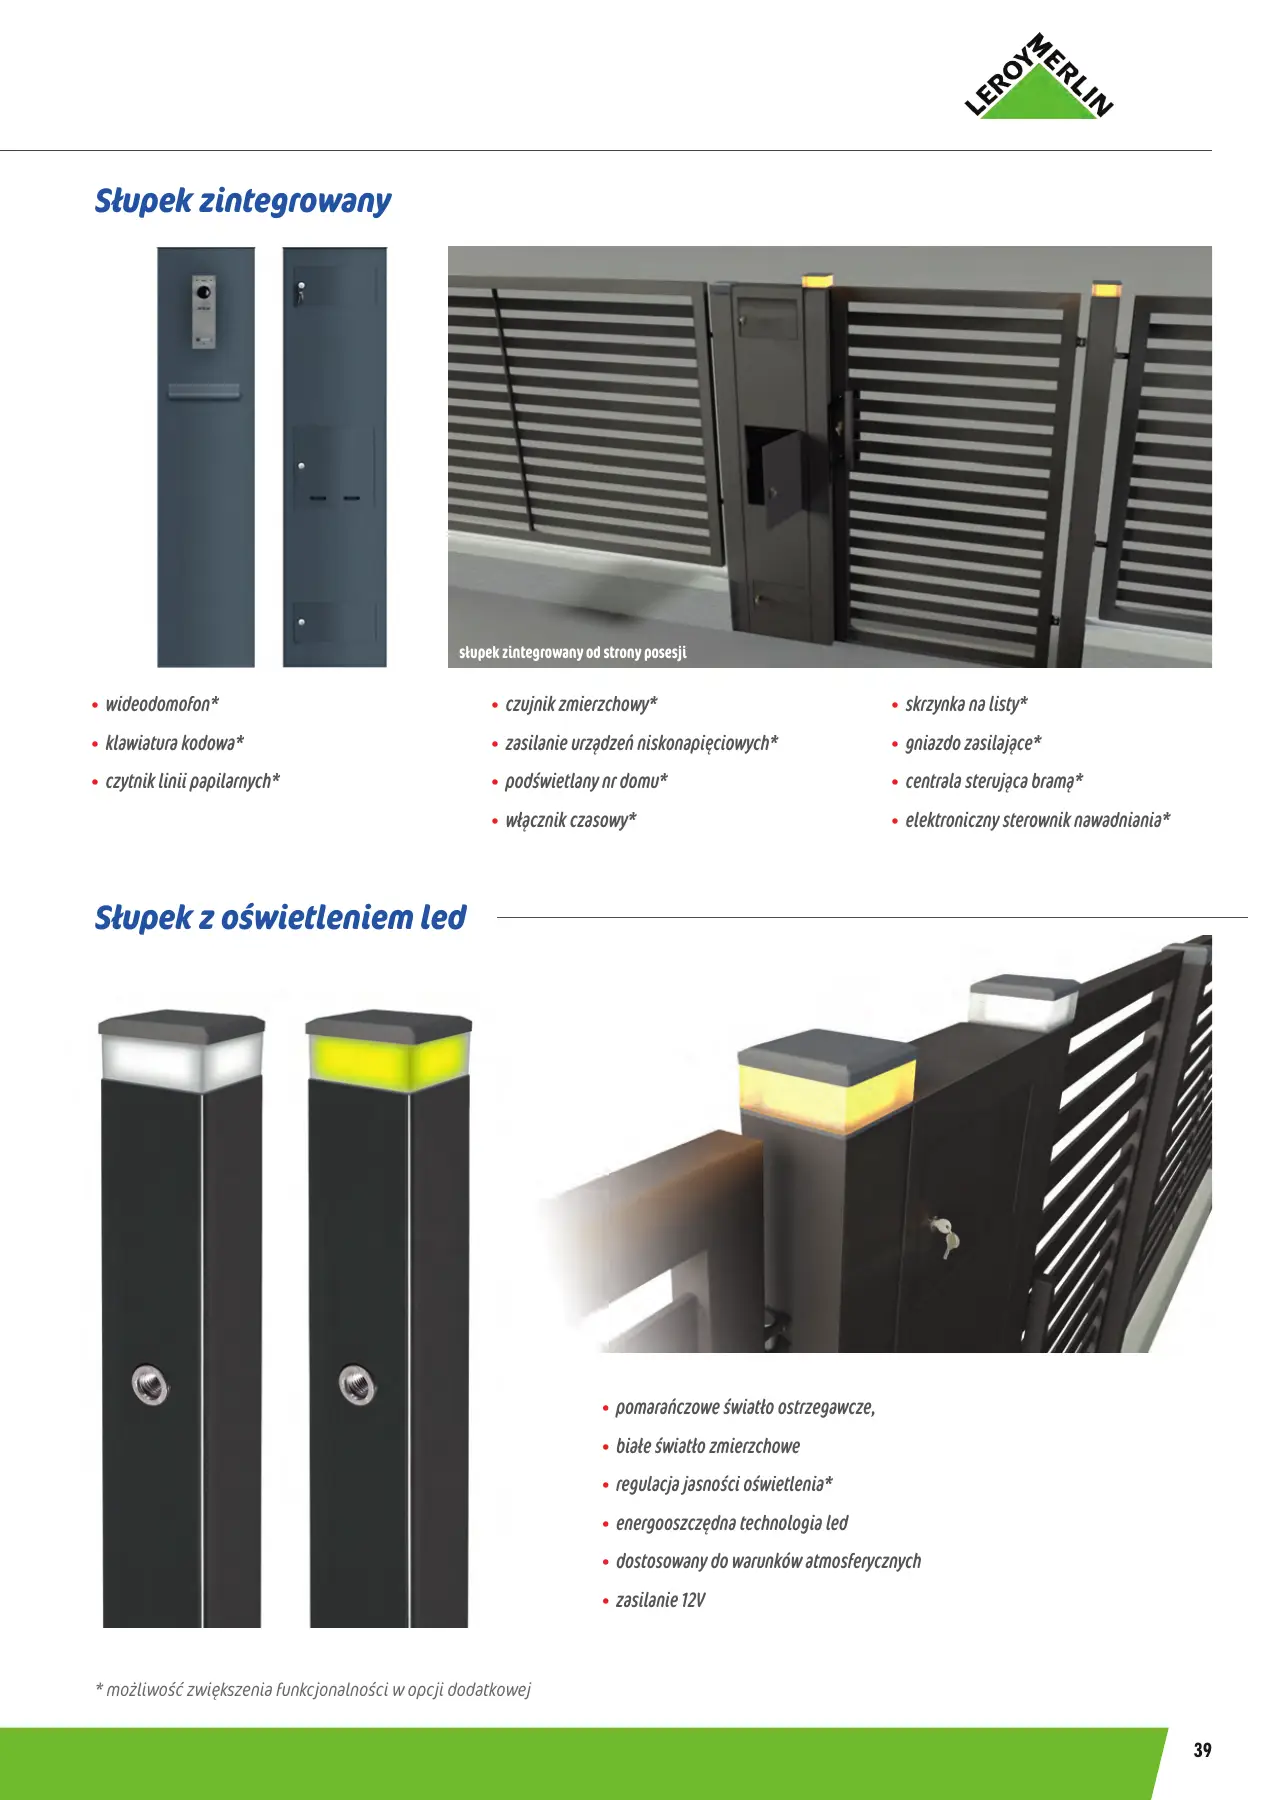 LEROY MERLIN
Słupek zintegrowany
słupek zintegrowany od strony posesji
• wideodomofon*
• klawiatura kodowa*
• czytnik linii papilarnych*
• czujnik zmierzchowy*
• zasilanie urządzeń niskonapięciowych*
• podświetlany nr domu*
• włącznik czasowy*
• skrzynka na listy*
• gniazdo zasilające*
• centrala sterująca bramą*
• elektroniczny sterownik nawadniania*
Słupek z oświetleniem led
• pomarańczowe światło ostrzegawcze,
• białe światło zmierzchowe
• regulacja jasności oświetlenia*
• energooszczędna technologia led
• dostosowany do warunków atmosferycznych
• zasilanie 12V
* możliwość zwiększenia funkcjonalności w opcji dodatkowej
39